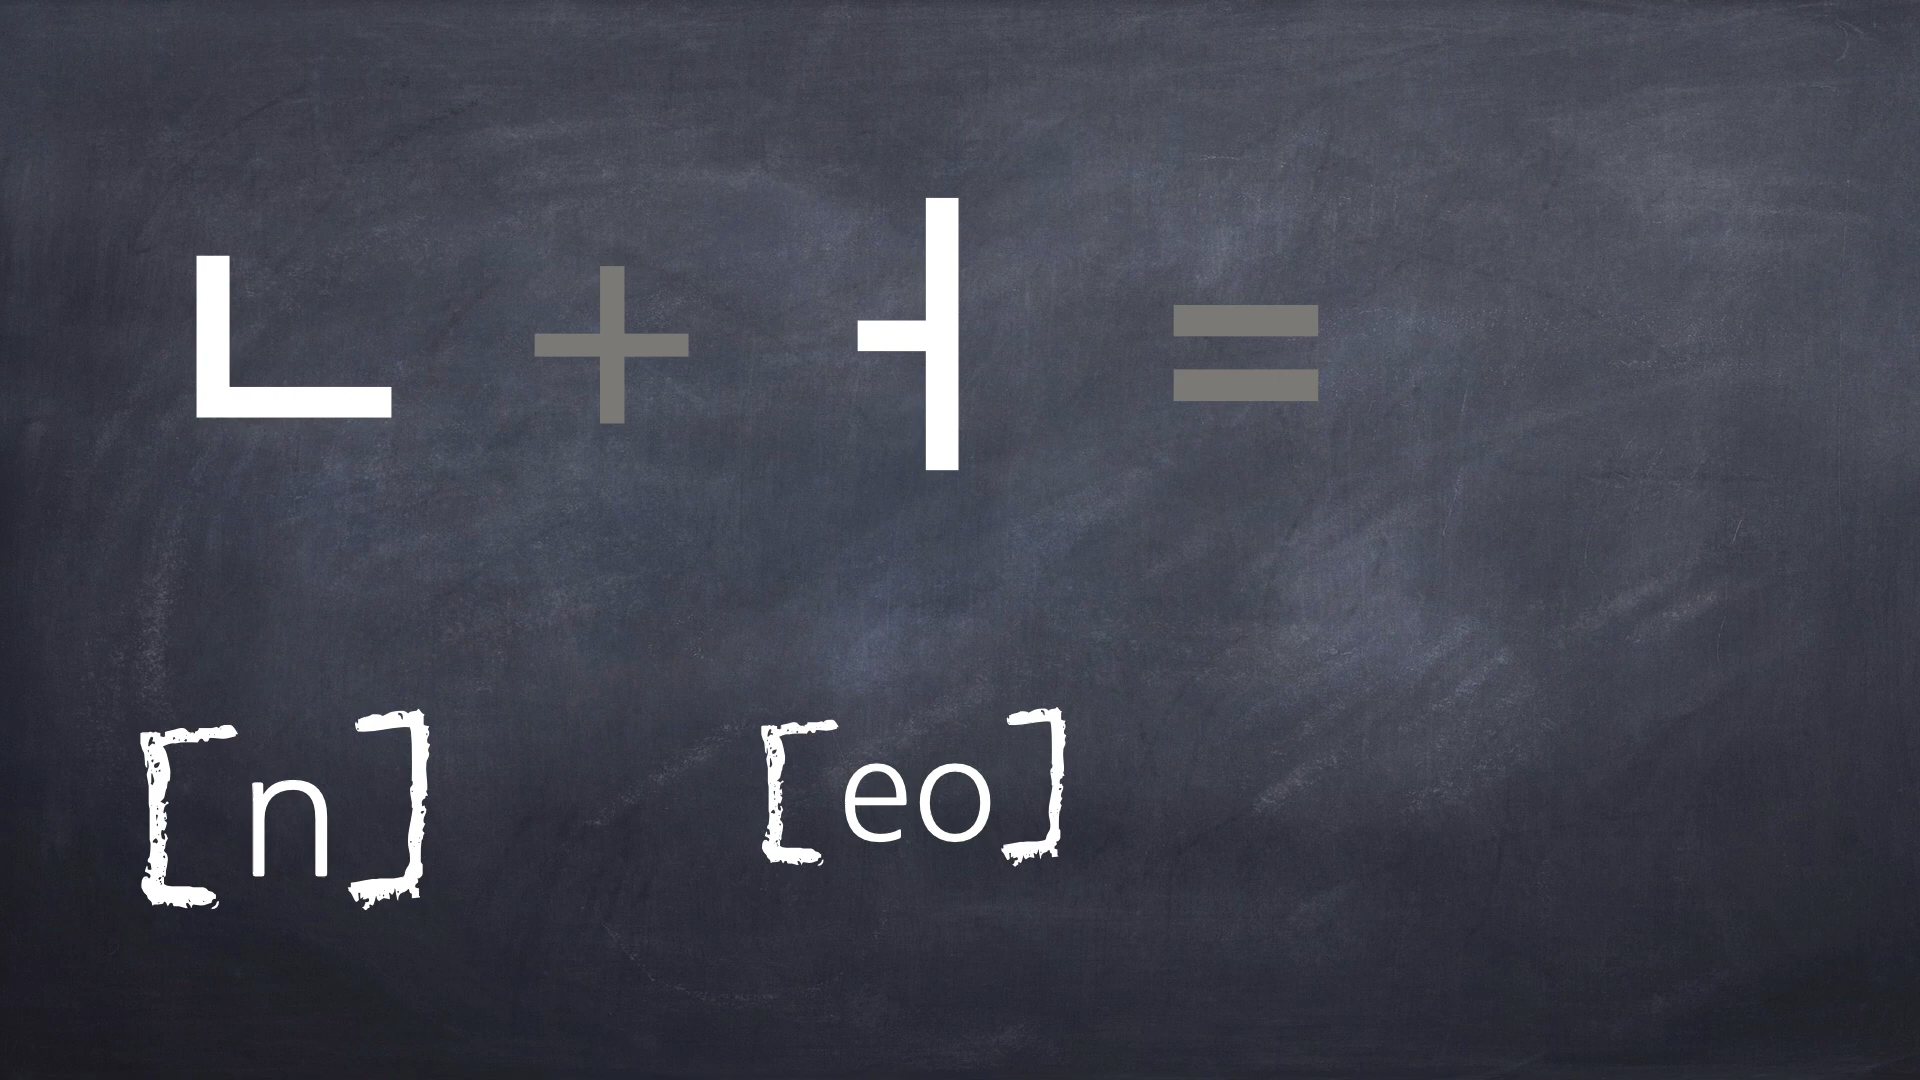 ㄴ + ㅓ =
[n] [eo]